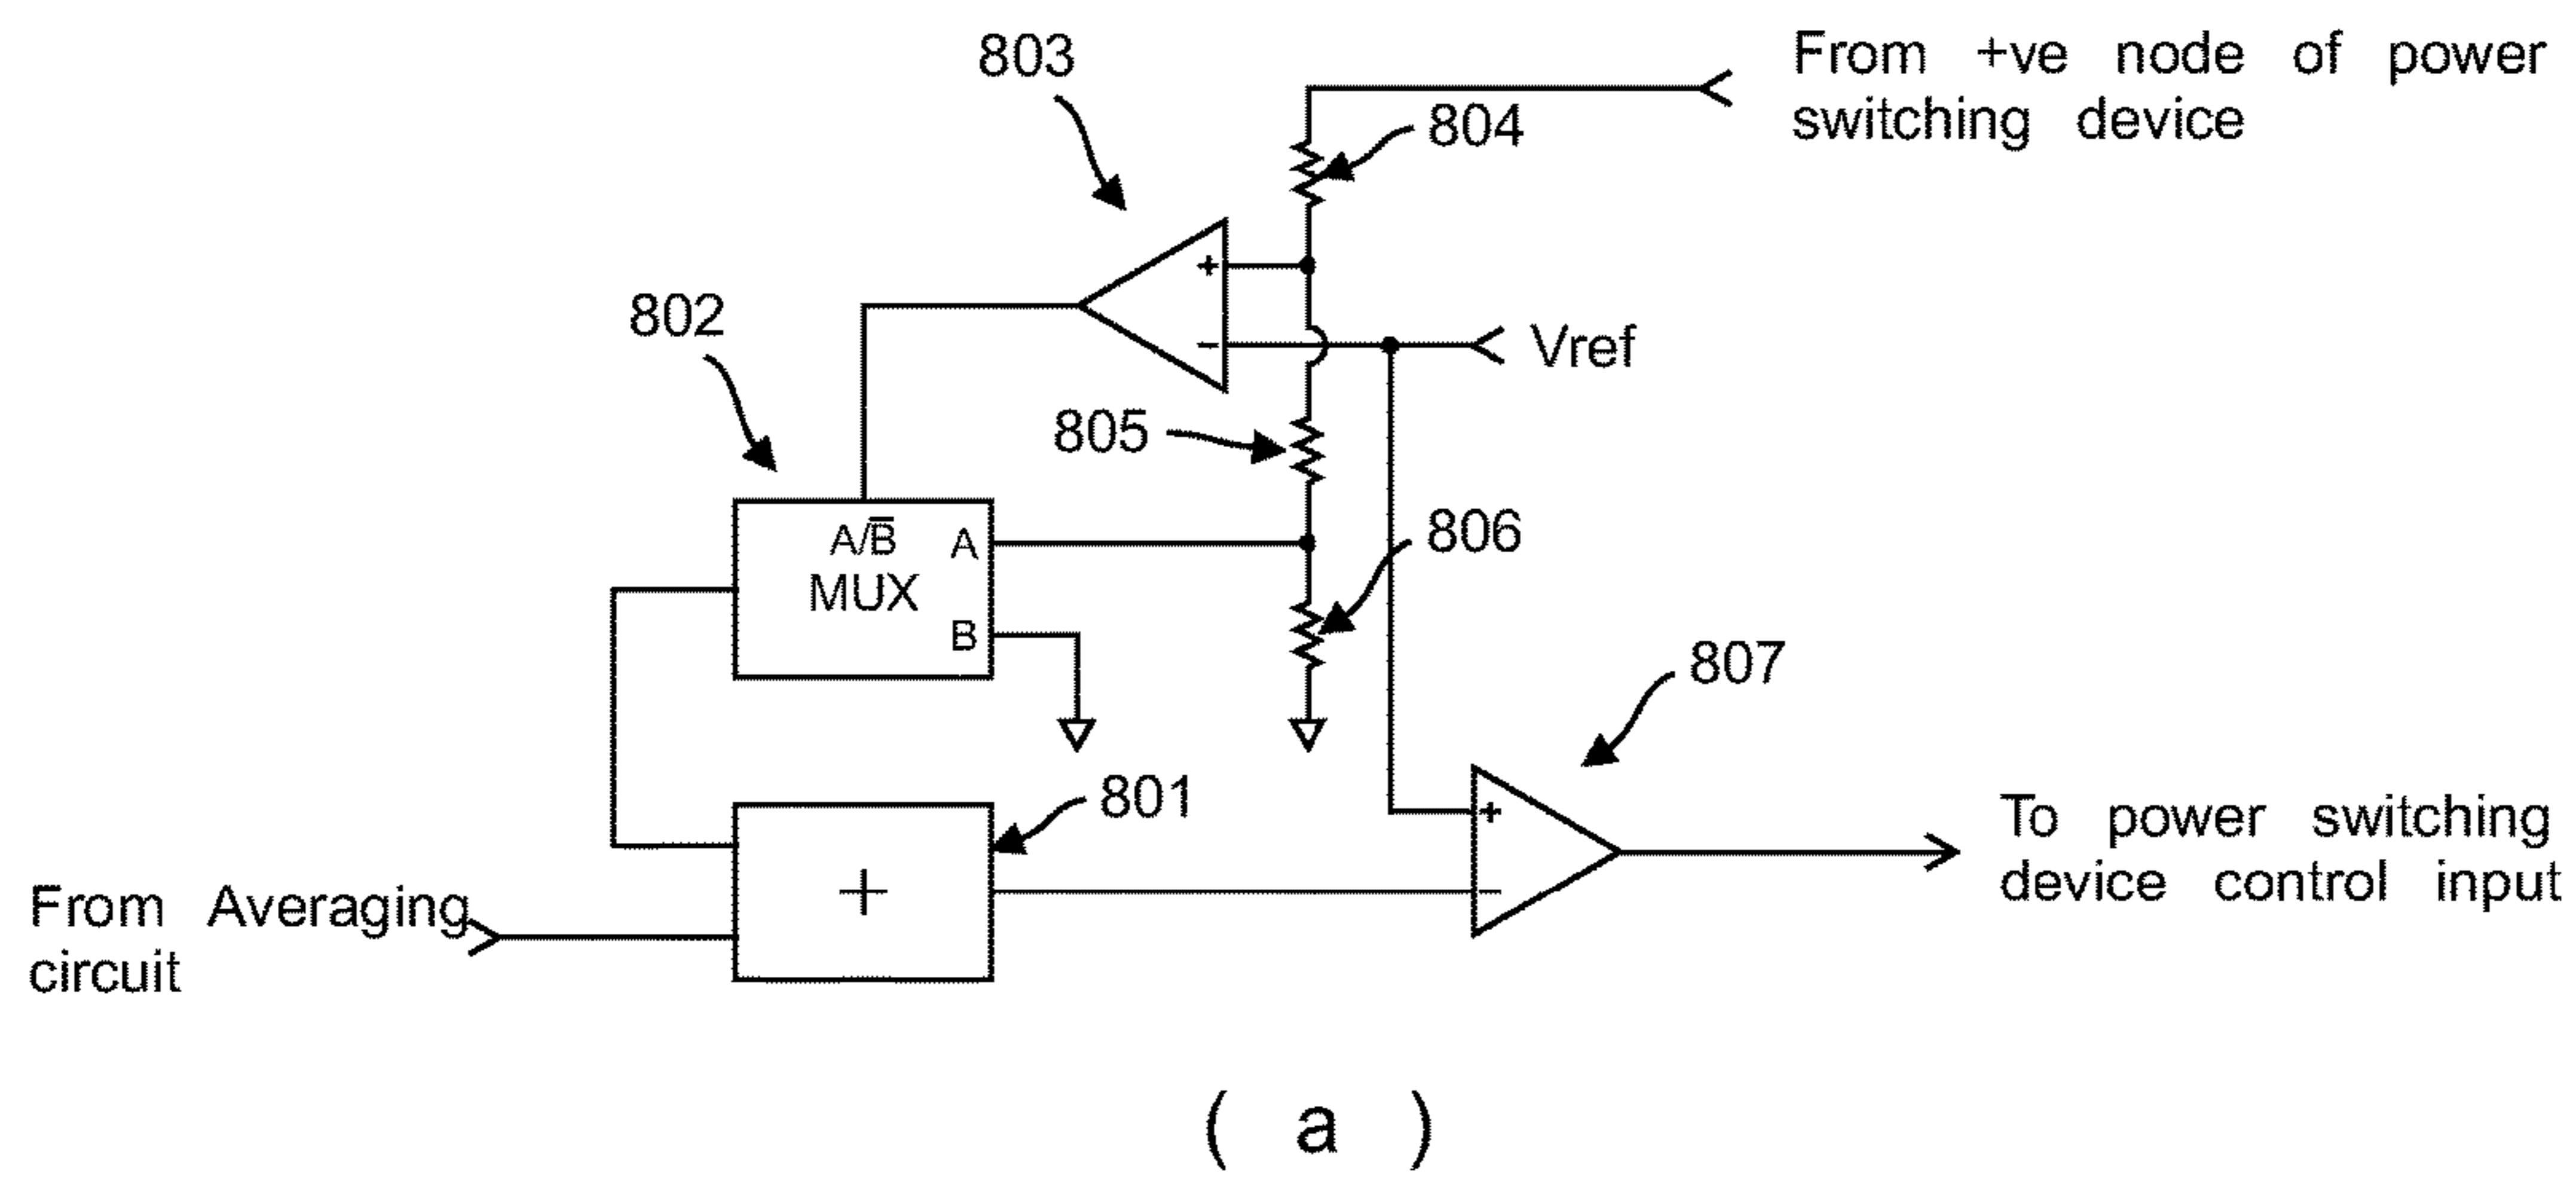 803
From +ve node of power
switching device
804
+
802
−
Vref
805
806
A/B̅
A
MUX
B
807
801
+
To power switching
device control input
+
−
From Averaging
circuit
( a )